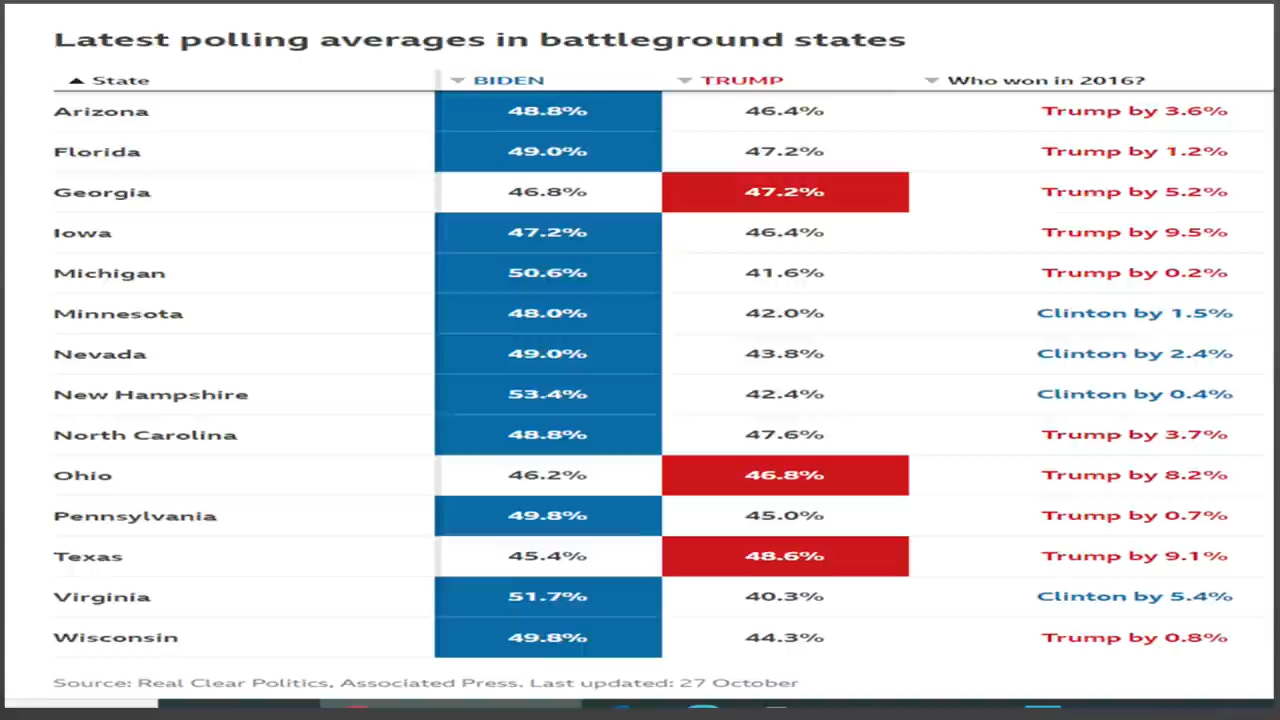 Latest polling averages in battleground states
State BIDEN TRUMP Who won in 2016?
Arizona 48.8% 46.4% Trump by 3.6%
Florida 49.0% 47.2% Trump by 1.2%
Georgia 46.8% 47.2% Trump by 5.2%
Iowa 47.2% 46.4% Trump by 9.5%
Michigan 50.6% 41.6% Trump by 0.2%
Minnesota 48.0% 42.0% Clinton by 1.5%
Nevada 49.0% 43.8% Clinton by 2.4%
New Hampshire 53.4% 42.4% Clinton by 0.4%
North Carolina 48.8% 47.6% Trump by 3.7%
Ohio 46.2% 46.8% Trump by 8.2%
Pennsylvania 49.8% 45.0% Trump by 0.7%
Texas 45.4% 48.6% Trump by 9.1%
Virginia 51.7% 40.3% Clinton by 5.4%
Wisconsin 49.8% 44.3% Trump by 0.8%
Source: Real Clear Politics, Associated Press. Last updated: 27 October